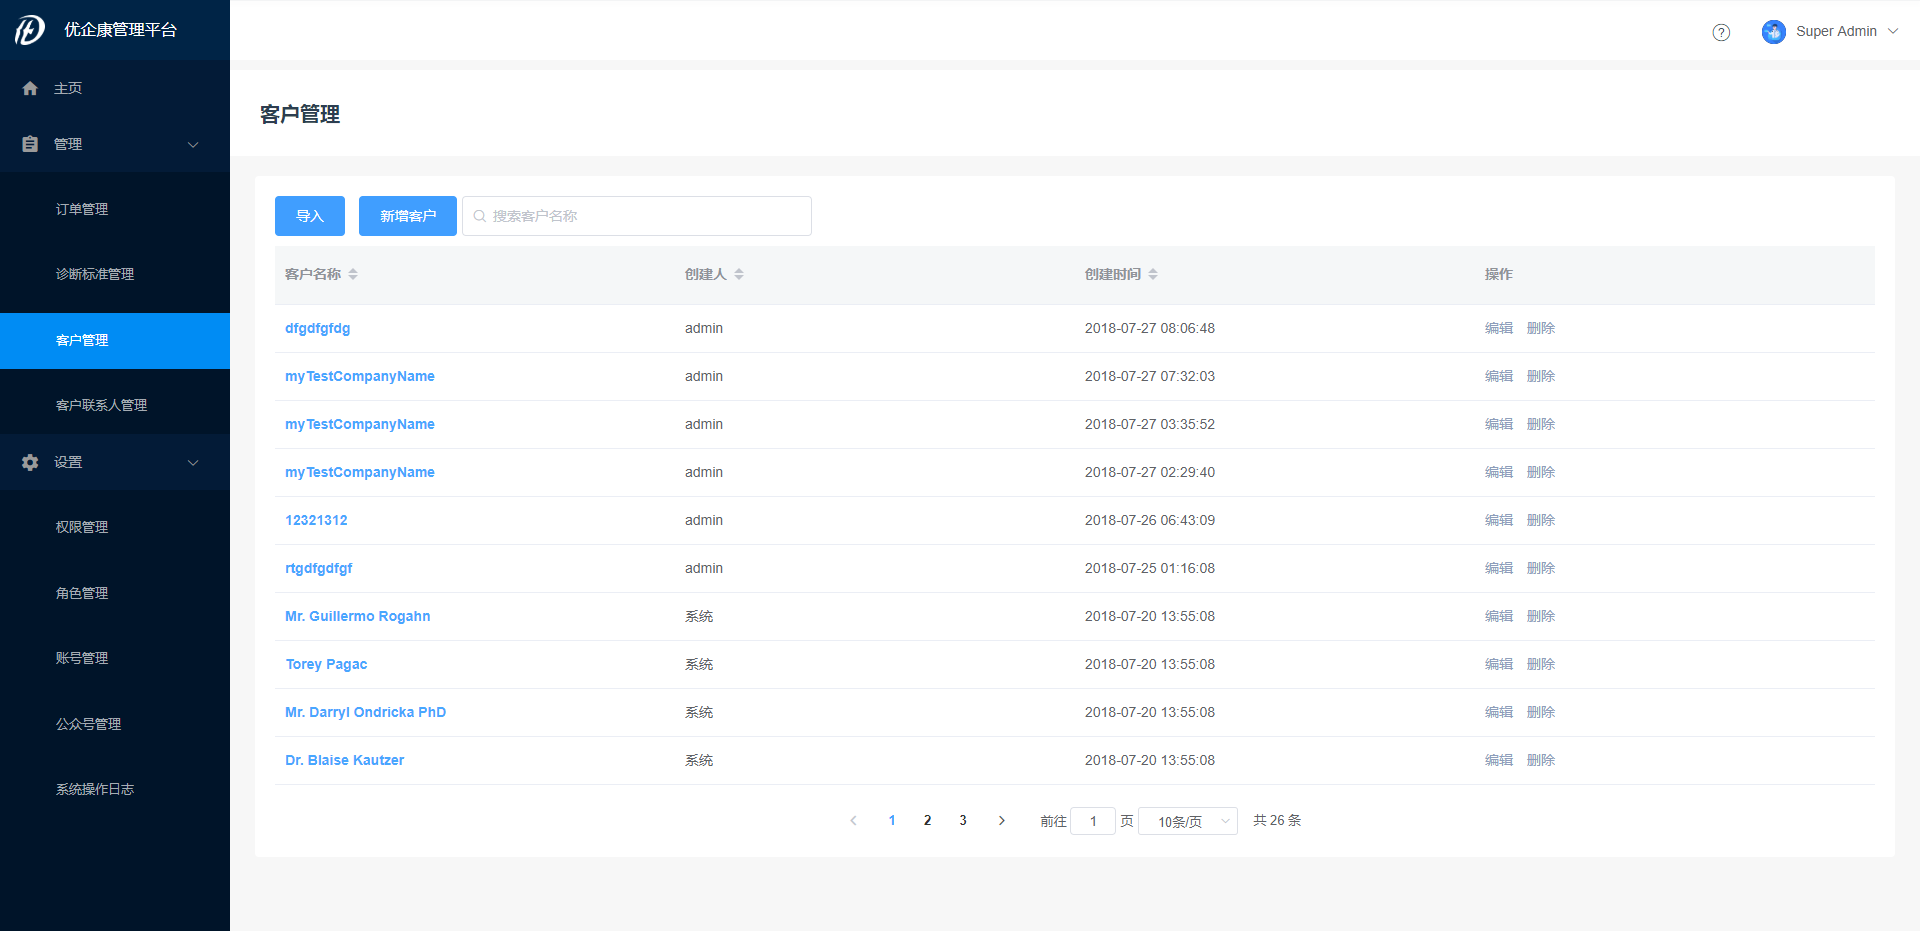 优企康管理平台
Super Admin
主页
管理
订单管理
诊断标准管理
客户管理
客户联系人管理
设置
权限管理
角色管理
账号管理
公众号管理
系统操作日志
客户管理
导入 新增客户 搜索客户名称
客户名称 创建人 创建时间 操作
dfgdfgfdg admin 2018-07-27 08:06:48 编辑 删除
myTestCompanyName admin 2018-07-27 07:32:03 编辑 删除
myTestCompanyName admin 2018-07-27 03:35:52 编辑 删除
myTestCompanyName admin 2018-07-27 02:29:40 编辑 删除
12321312 admin 2018-07-26 06:43:09 编辑 删除
rtgdfgdfgf admin 2018-07-25 01:16:08 编辑 删除
Mr. Guillermo Rogahn 系统 2018-07-20 13:55:08 编辑 删除
Torey Pagac 系统 2018-07-20 13:55:08 编辑 删除
Mr. Darryl Ondricka PhD 系统 2018-07-20 13:55:08 编辑 删除
Dr. Blaise Kautzer 系统 2018-07-20 13:55:08 编辑 删除
1 2 3 前往 1 页 10条/页 共 26 条